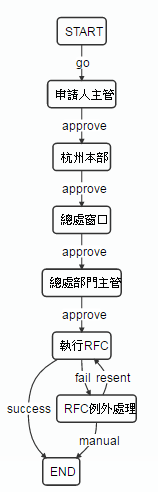 START
go
申請人主管
approve
杭州本部
approve
總處窗口
approve
總處部門主管
approve
執行RFC
fail resent
success
RFC例外處理
manual
END